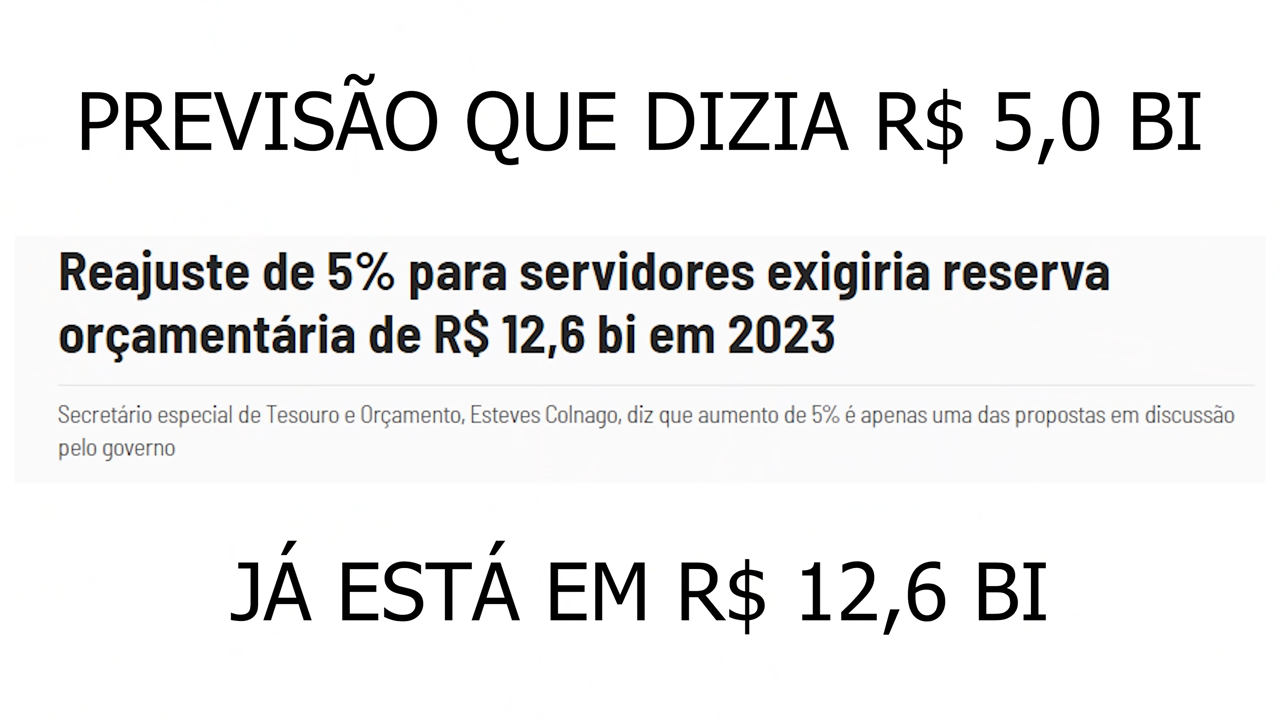 PREVISÃO QUE DIZIA R$ 5,0 BI
Reajuste de 5% para servidores exigiria reserva
orçamentária de R$ 12,6 bi em 2023
Secretário especial de Tesouro e Orçamento, Esteves Colnago, diz que aumento de 5% é apenas uma das propostas em discussão
pelo governo
JÁ ESTÁ EM R$ 12,6 BI